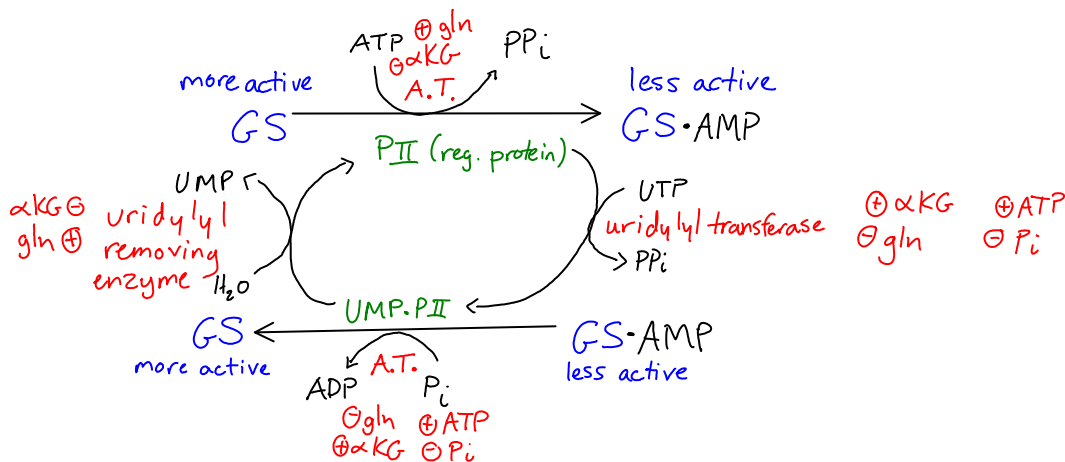 ATP ⊕ gln
⊖ αKG
PPi
A.T.
more active
less active
GS
GS·AMP
PII (reg. protein)
UMP
UTP
αKG ⊖
gln ⊕
uridylyl
removing
enzyme
H₂O
uridylyl transferase
PPi
⊕ αKG ⊕ ATP
⊖ gln ⊖ Pi
UMP·PII
GS
GS·AMP
more active
less active
A.T.
ADP
Pi
⊖ gln ⊕ ATP
⊕ αKG ⊖ Pi